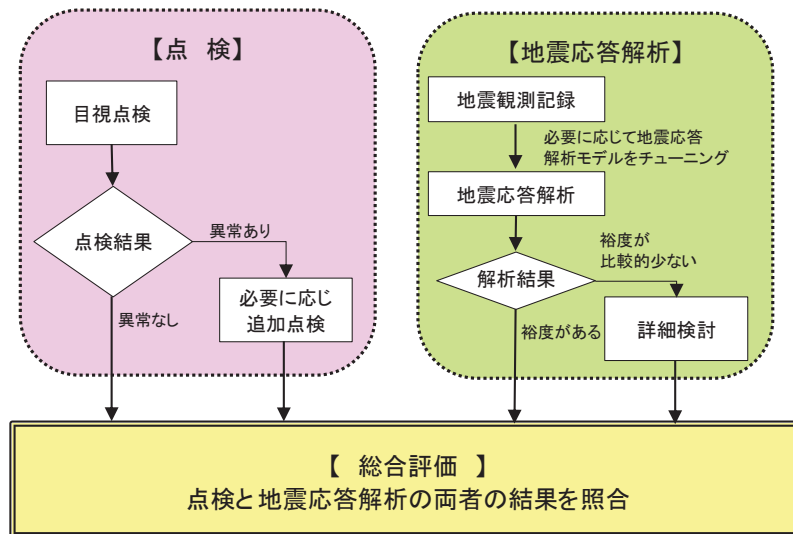 【点 検】
目視点検
点検結果
異常あり
異常なし
必要に応じ
追加点検
【地震応答解析】
地震観測記録
必要に応じて地震応答
解析モデルをチューニング
地震応答解析
解析結果
裕度が
比較的少ない
裕度がある
詳細検討
【 総合評価 】
点検と地震応答解析の両者の結果を照合